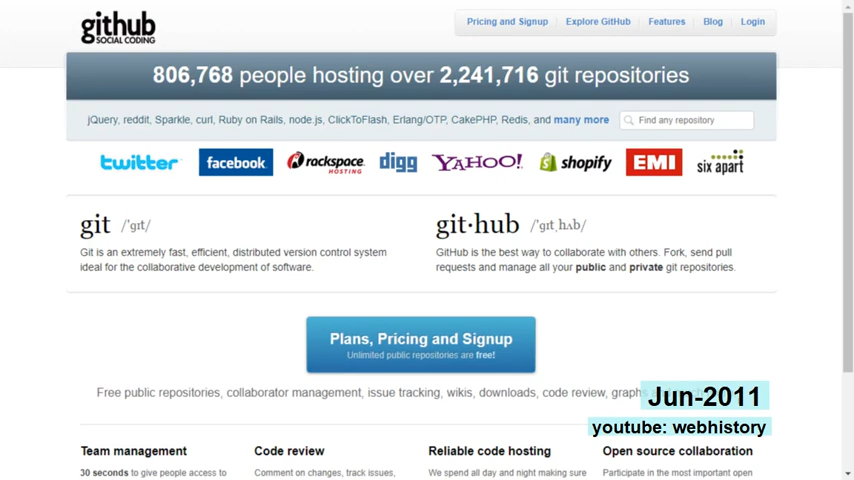 github
SOCIAL CODING
Pricing and Signup Explore GitHub Features Blog Login
806,768 people hosting over 2,241,716 git repositories
jQuery, reddit, Sparkle, curl, Ruby on Rails, node.js, ClickToFlash, Erlang/OTP, CakePHP, Redis, and many more
Find any repository
twitter facebook rackspace HOSTING digg YAHOO! shopify EMI six apart
git /ˈgɪt/
Git is an extremely fast, efficient, distributed version control system
ideal for the collaborative development of software.
git·hub /ˈgɪtˌhʌb/
GitHub is the best way to collaborate with others. Fork, send pull
requests and manage all your public and private git repositories.
Plans, Pricing and Signup
Unlimited public repositories are free!
Free public repositories, collaborator management, issue tracking, wikis, downloads, code review, graphs
Jun-2011
youtube: webhistory
Team management
30 seconds to give people access to
Code review
Comment on changes, track issues,
Reliable code hosting
We spend all day and night making sure
Open source collaboration
Participate in the most important open